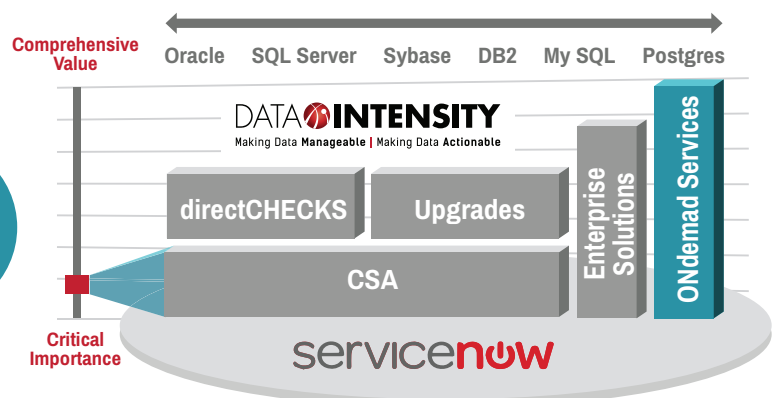 Comprehensive
Value
Oracle SQL Server Sybase DB2 My SQL Postgres
DATA INTENSITY
Making Data Manageable | Making Data Actionable
directCHECKS
Upgrades
CSA
Enterprise
Solutions
ONdemad Services
Critical
Importance
servicenow